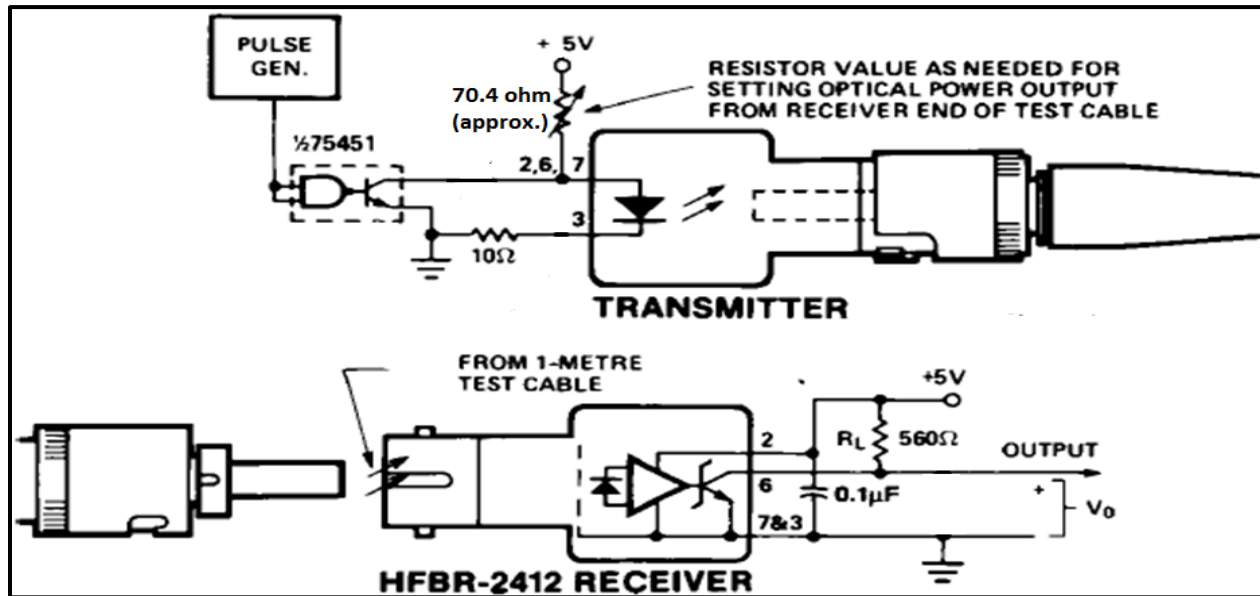 PULSE
GEN.
+ 5V
70.4 ohm
(approx.)
RESISTOR VALUE AS NEEDED FOR
SETTING OPTICAL POWER OUTPUT
FROM RECEIVER END OF TEST CABLE
½75451
2,6, 7
3
10Ω
TRANSMITTER
FROM 1-METRE
TEST CABLE
+5V
2
RL 560Ω
OUTPUT
6
0.1µF
+
V0
7&3
HFBR-2412 RECEIVER